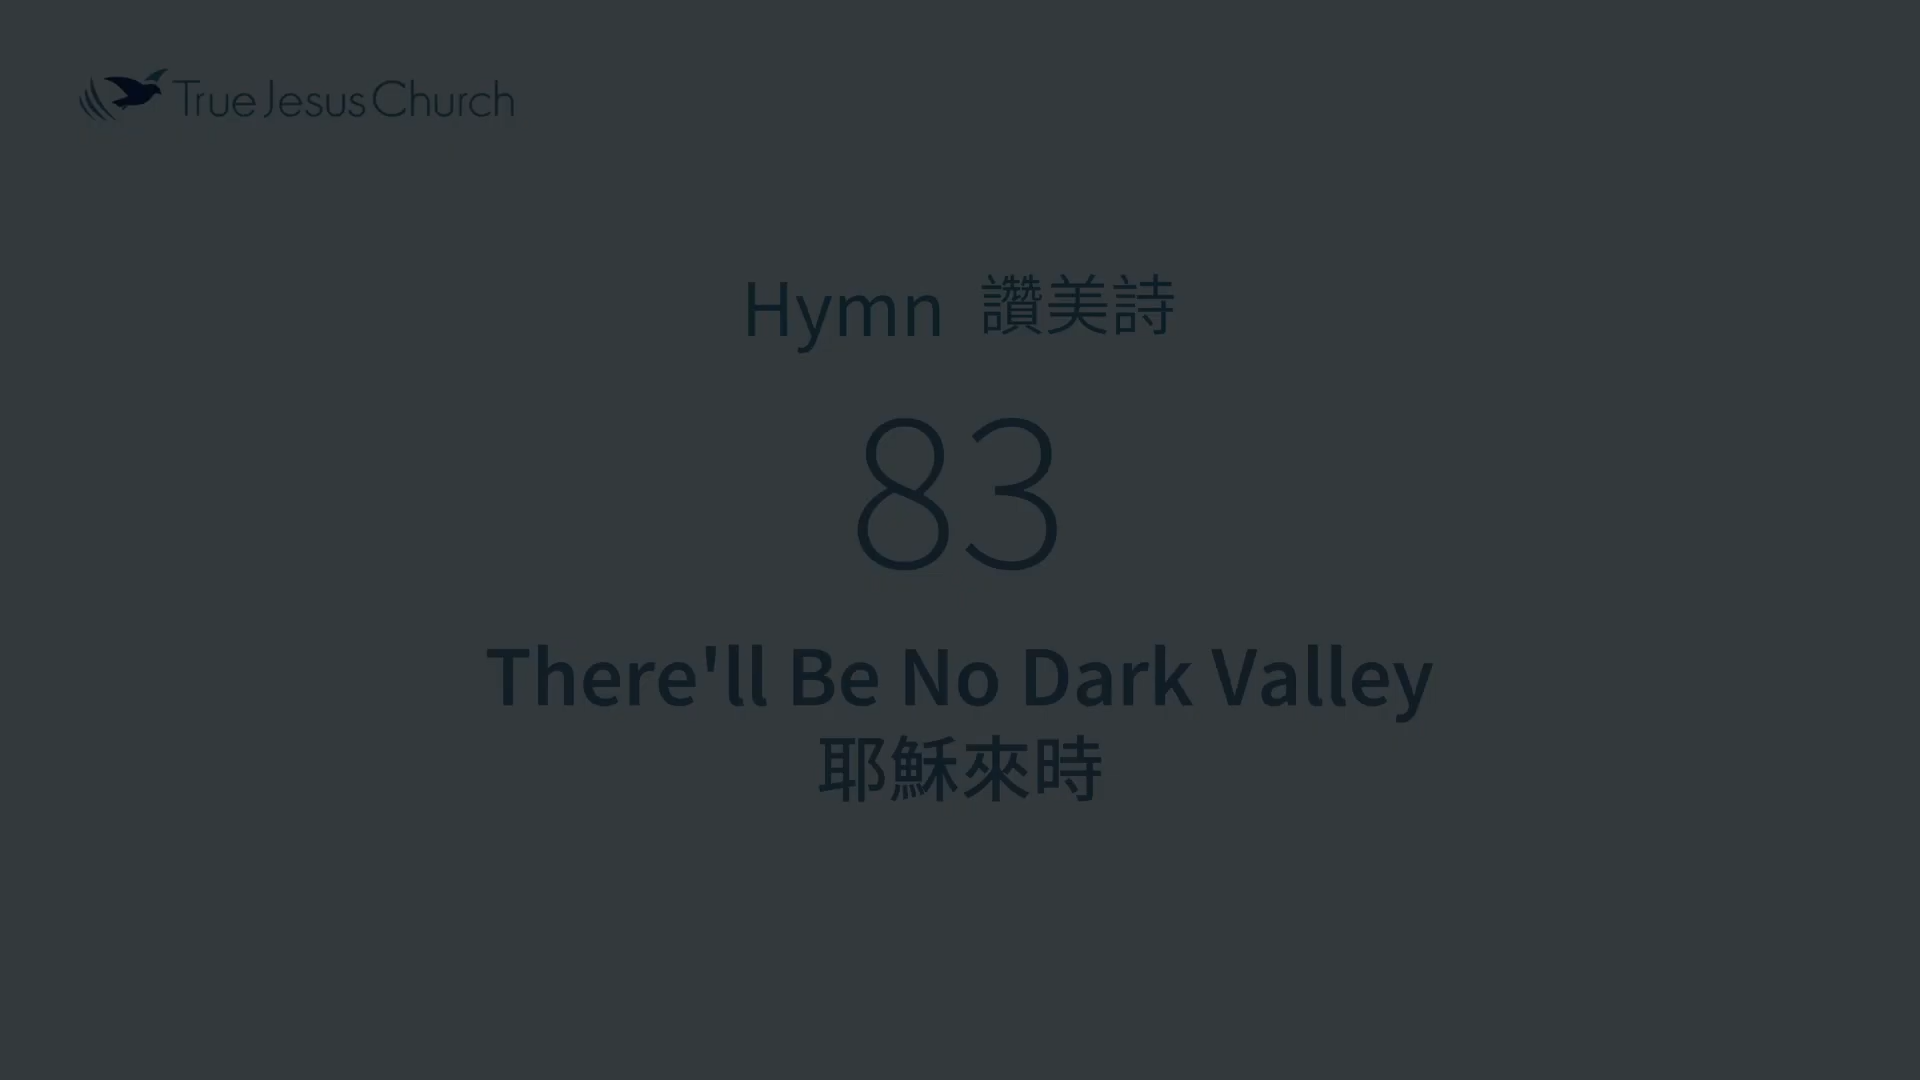 True Jesus Church
Hymn 讚美詩
83
There'll Be No Dark Valley
耶穌來時